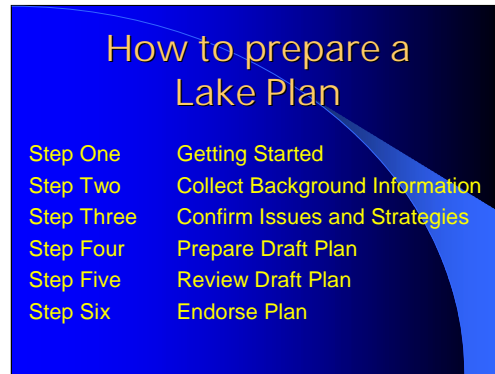 How to prepare a
Lake Plan
Step One Getting Started
Step Two Collect Background Information
Step Three Confirm Issues and Strategies
Step Four Prepare Draft Plan
Step Five Review Draft Plan
Step Six Endorse Plan